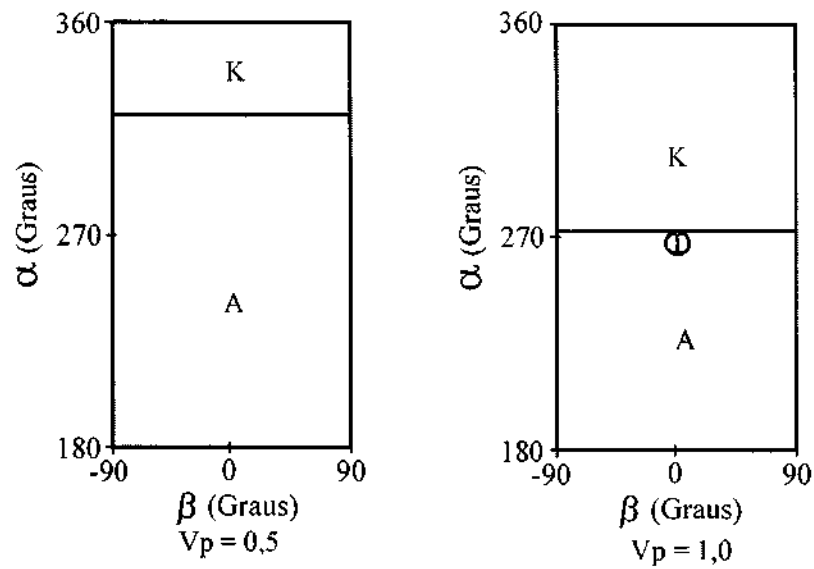 360
K
α (Graus)
270
A
180
-90 0 90
β (Graus)
Vp = 0,5
360
K
α (Graus)
270
1
A
180
-90 0 90
β (Graus)
Vp = 1,0